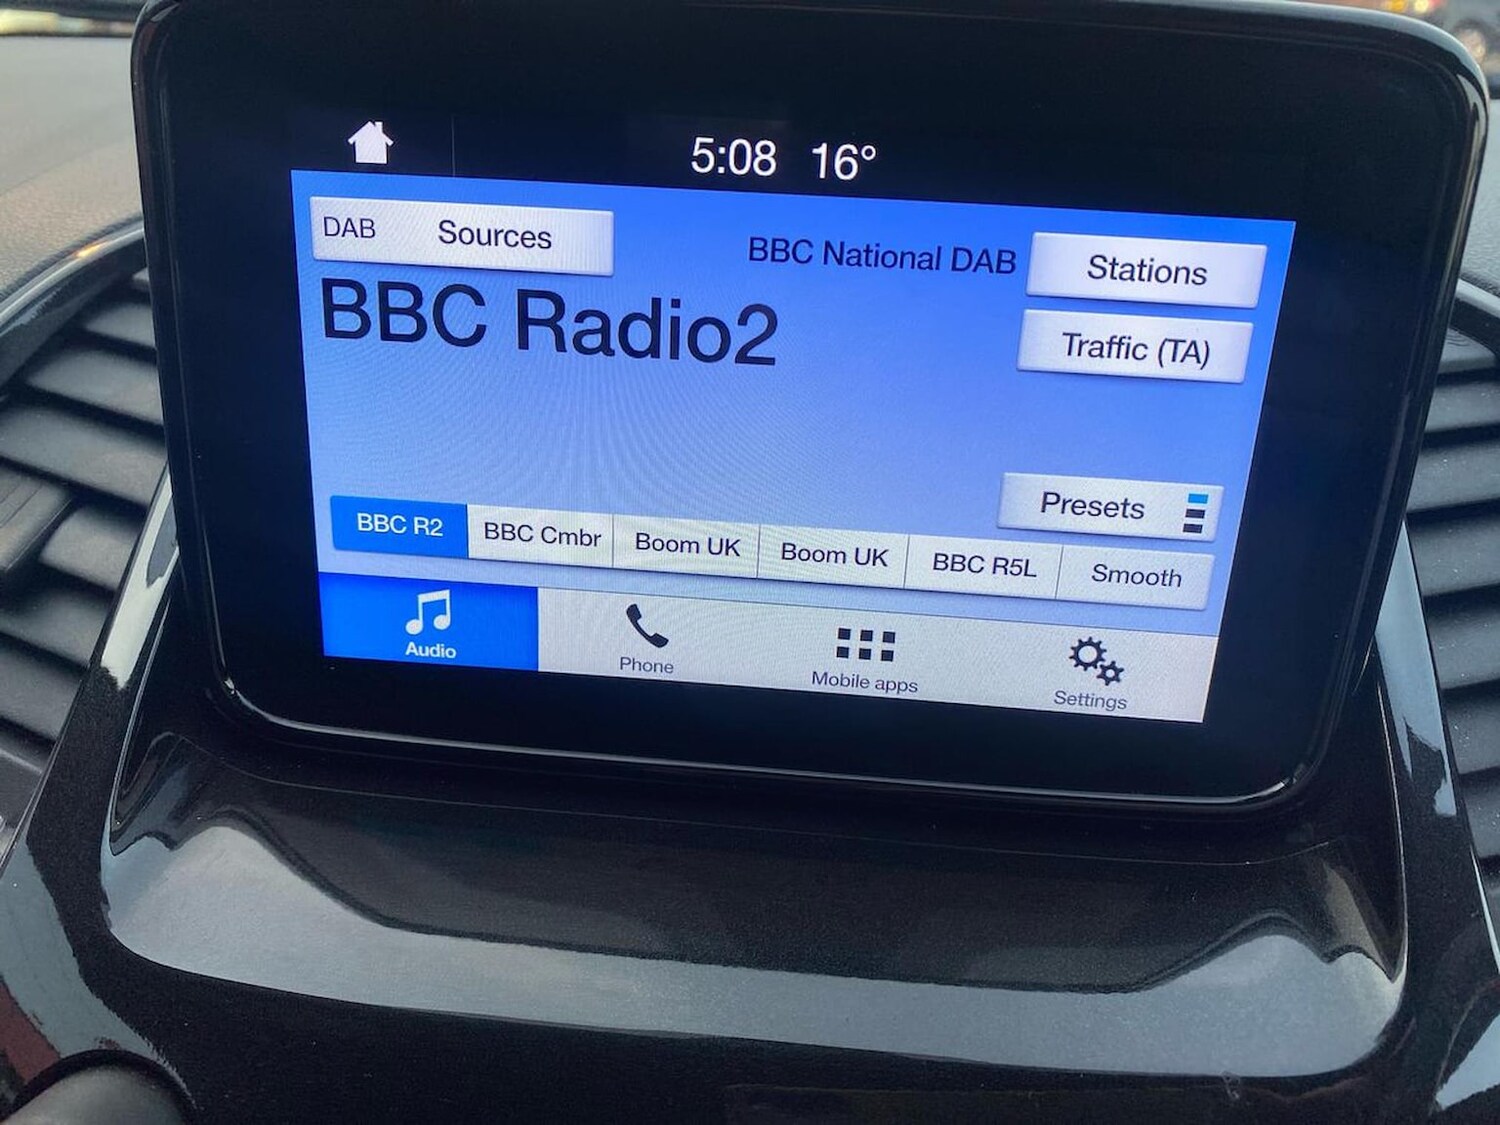 5:08 16°
DAB Sources
BBC National DAB
Stations
BBC Radio2
Traffic (TA)
Presets
BBC R2
BBC Cmbr
Boom UK
Boom UK
BBC R5L
Smooth
Audio
Phone
Mobile apps
Settings